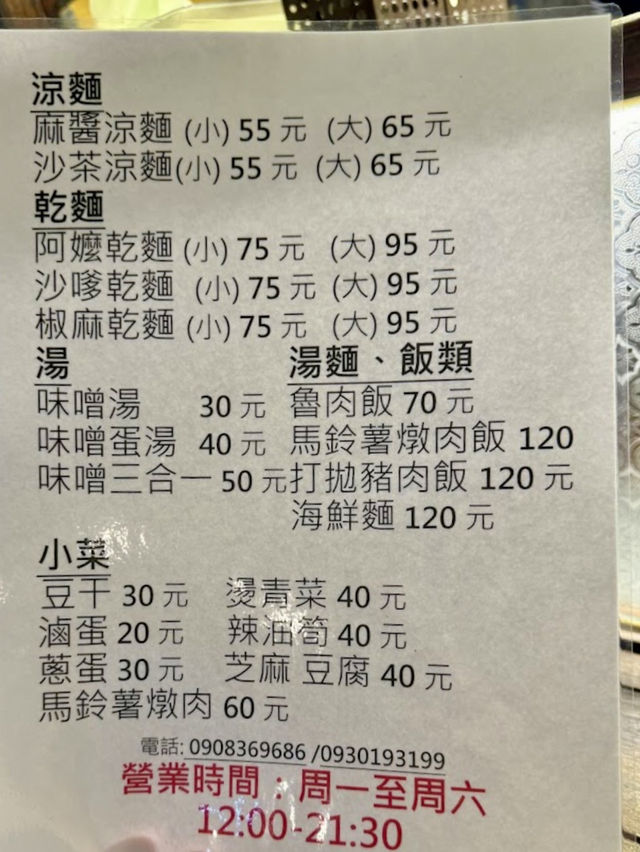 涼麵
麻醬涼麵 (小) 55 元 (大) 65 元
沙茶涼麵(小) 55 元 (大) 65 元
乾麵
阿嬤乾麵 (小) 75 元 (大) 95 元
沙嗲乾麵 (小) 75 元 (大) 95 元
椒麻乾麵 (小) 75 元 (大) 95 元
湯 湯麵、飯類
味噌湯 30 元 魯肉飯 70 元
味噌蛋湯 40 元 馬鈴薯燉肉飯 120
味噌三合一 50 元打拋豬肉飯 120 元
海鮮麵 120 元
小菜
豆干 30 元 燙青菜 40 元
滷蛋 20 元 辣油筍 40 元
蔥蛋 30 元 芝麻 豆腐 40 元
馬鈴薯燉肉 60 元
電話: 0908369686 /0930193199
營業時間：周一至周六
12:00-21:30